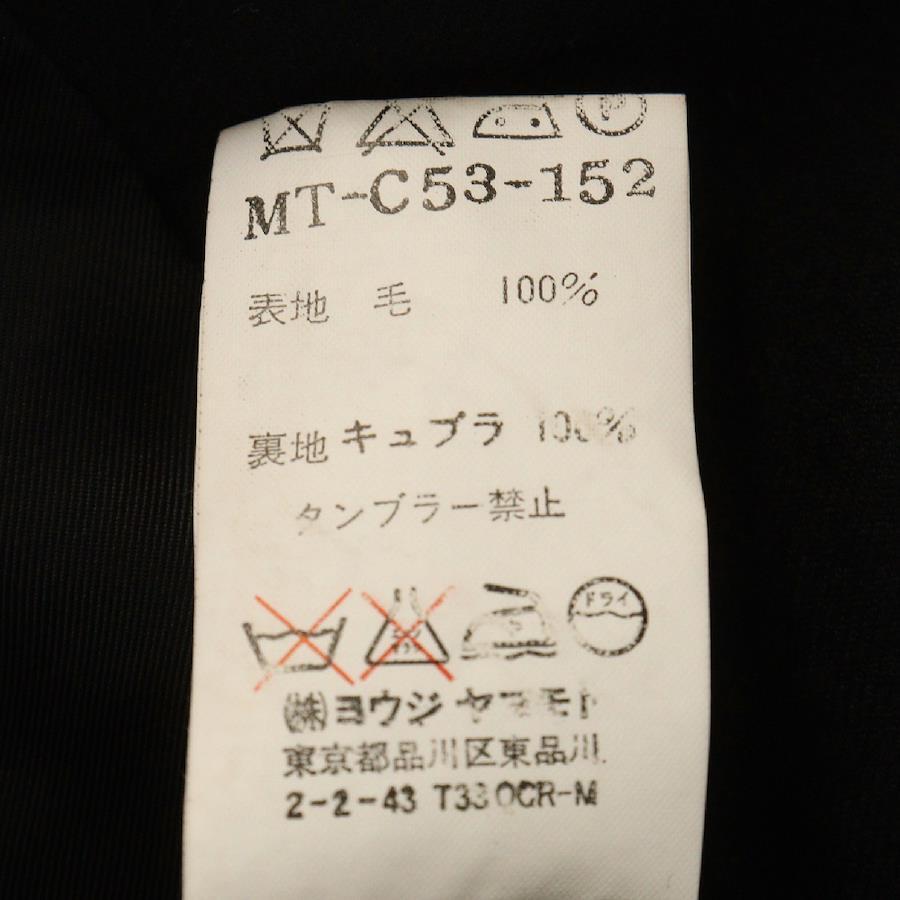 P
MT-C53-152
表地 毛 100%
裏地 キュプラ 100%
タンブラー禁止
ドライ
(株)ヨウジ ヤマモト
東京都品川区東品川
2-2-43 T33OCR-M